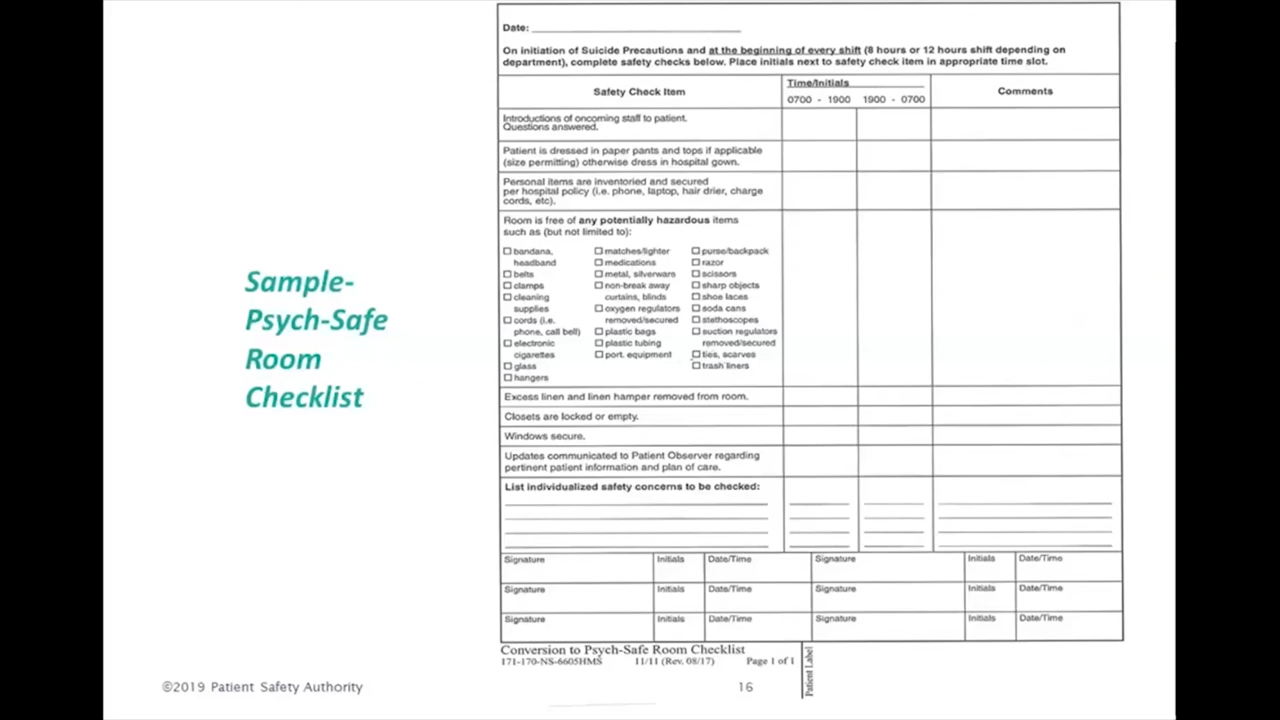 Sample-
Psych-Safe
Room
Checklist
Date:
On initiation of Suicide Precautions and at the beginning of every shift (8 hours or 12 hours shift depending on
department), complete safety checks below. Place initials next to safety check item in appropriate time slot.
Safety Check Item
Time/Initials
0700 - 1900 1900 - 0700
Comments
Introductions of oncoming staff to patient.
Questions answered.
Patient is dressed in paper pants and tops if applicable
(size permitting) otherwise dress in hospital gown.
Personal items are inventoried and secured
per hospital policy (i.e. phone, laptop, hair drier, charge
cords, etc).
Room is free of any potentially hazardous items
such as (but not limited to):
bandana,
headband
belts
clamps
cleaning
supplies
cords (i.e.
phone, call bell)
electronic
cigarettes
glass
hangers
matches/lighter
medications
metal, silverware
non-break away
curtains, blinds
oxygen regulators
removed/secured
plastic bags
plastic tubing
port. equipment
purse/backpack
razor
scissors
sharp objects
shoe laces
soda cans
stethoscopes
suction regulators
removed/secured
ties, scarves
trash liners
Excess linen and linen hamper removed from room.
Closets are locked or empty.
Windows secure.
Updates communicated to Patient Observer regarding
pertinent patient information and plan of care.
List individualized safety concerns to be checked:
Signature Initials Date/Time Signature Initials Date/Time
Signature Initials Date/Time Signature Initials Date/Time
Signature Initials Date/Time Signature Initials Date/Time
Conversion to Psych-Safe Room Checklist
171-170-NS-6605HMS 11/11 (Rev. 08/17) Page 1 of 1
Patient Label
©2019 Patient Safety Authority
16